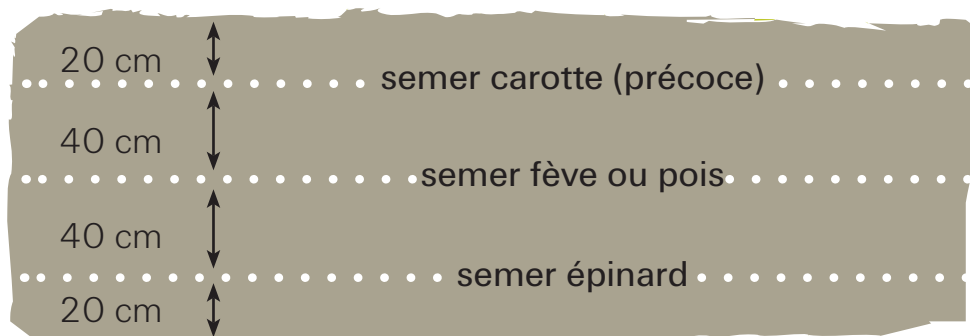 20 cm
semer carotte (précoce)
40 cm
semer fève ou pois
40 cm
semer épinard
20 cm